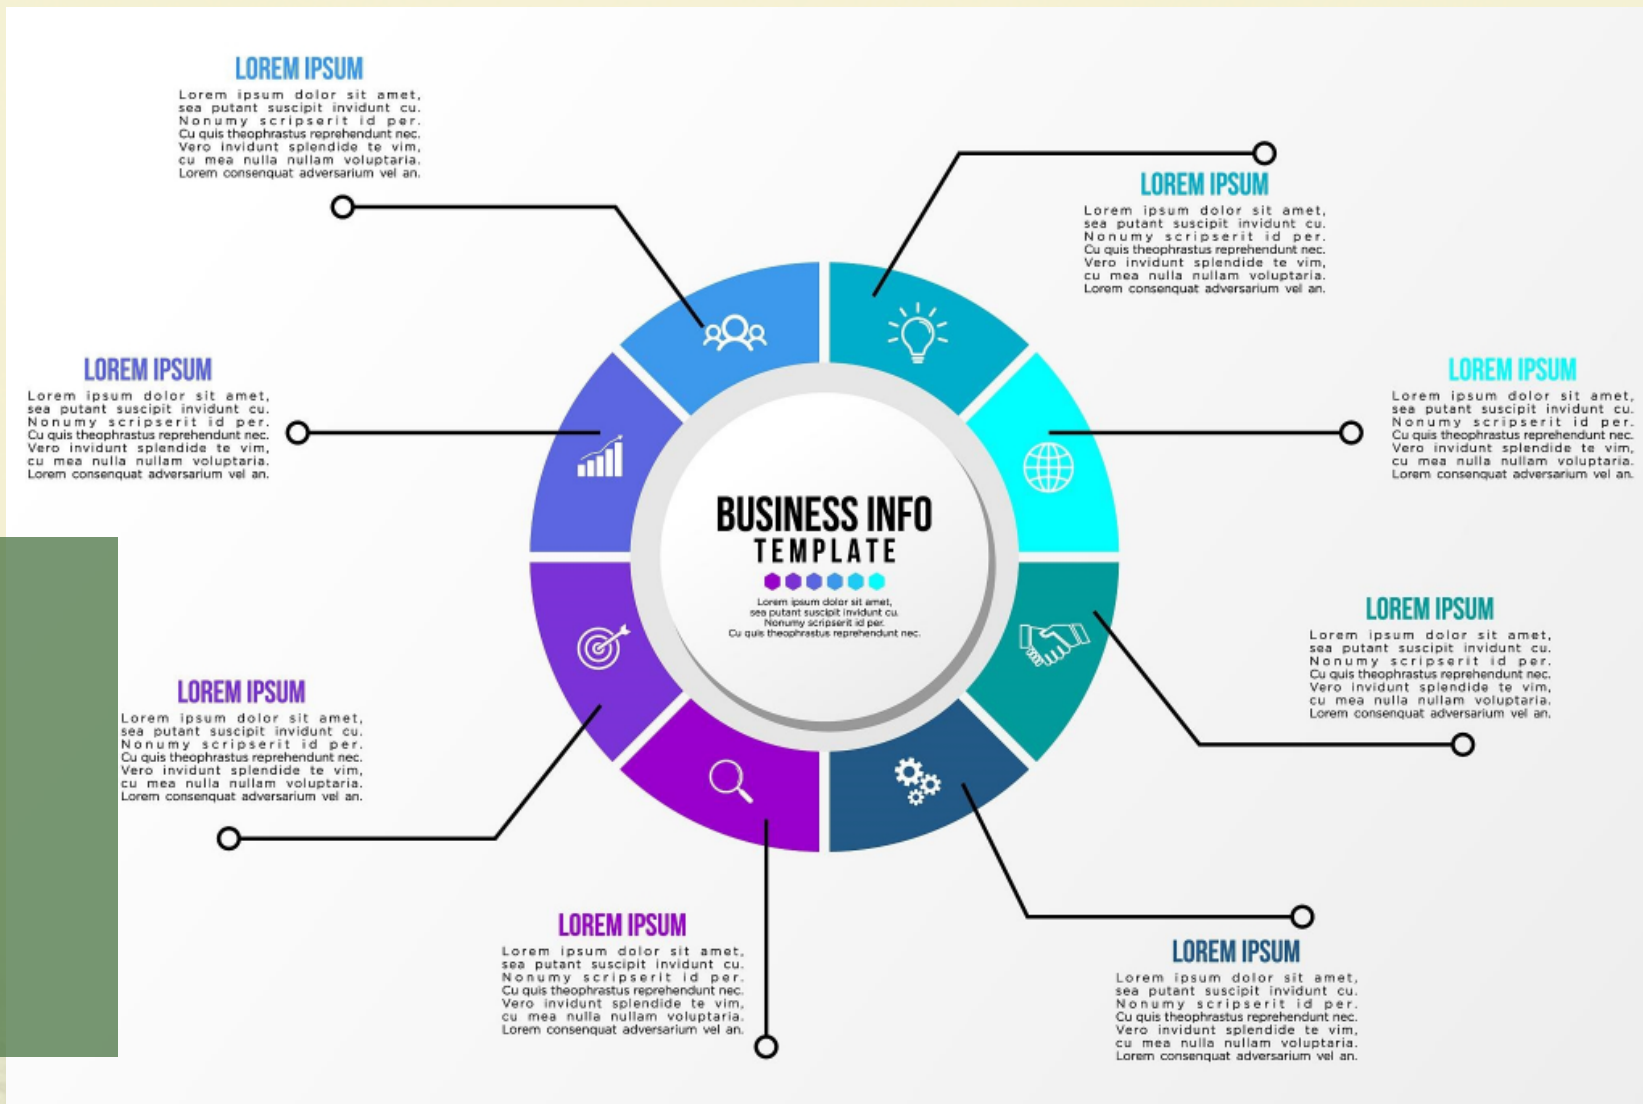 LOREM IPSUM
Lorem ipsum dolor sit amet,
sea putant suscipit invidunt cu.
Nonumy scripserit id per.
Cu quis theophrastus reprehendunt nec.
Vero invidunt splendide te vim,
cu mea nulla nullam voluptaria.
Lorem consenquat adversarium vel an.
LOREM IPSUM
Lorem ipsum dolor sit amet,
sea putant suscipit invidunt cu.
Nonumy scripserit id per.
Cu quis theophrastus reprehendunt nec.
Vero invidunt splendide te vim,
cu mea nulla nullam voluptaria.
Lorem consenquat adversarium vel an.
LOREM IPSUM
Lorem ipsum dolor sit amet,
sea putant suscipit invidunt cu.
Nonumy scripserit id per.
Cu quis theophrastus reprehendunt nec.
Vero invidunt splendide te vim,
cu mea nulla nullam voluptaria.
Lorem consenquat adversarium vel an.
LOREM IPSUM
Lorem ipsum dolor sit amet,
sea putant suscipit invidunt cu.
Nonumy scripserit id per.
Cu quis theophrastus reprehendunt nec.
Vero invidunt splendide te vim,
cu mea nulla nullam voluptaria.
Lorem consenquat adversarium vel an.
BUSINESS INFO
TEMPLATE
Lorem ipsum dolor sit amet,
sea putant suscipit invidunt cu.
Nonumy scripserit id per.
Cu quis theophrastus reprehendunt nec.
LOREM IPSUM
Lorem ipsum dolor sit amet,
sea putant suscipit invidunt cu.
Nonumy scripserit id per.
Cu quis theophrastus reprehendunt nec.
Vero invidunt splendide te vim,
cu mea nulla nullam voluptaria.
Lorem consenquat adversarium vel an.
LOREM IPSUM
Lorem ipsum dolor sit amet,
sea putant suscipit invidunt cu.
Nonumy scripserit id per.
Cu quis theophrastus reprehendunt nec.
Vero invidunt splendide te vim,
cu mea nulla nullam voluptaria.
Lorem consenquat adversarium vel an.
LOREM IPSUM
Lorem ipsum dolor sit amet,
sea putant suscipit invidunt cu.
Nonumy scripserit id per.
Cu quis theophrastus reprehendunt nec.
Vero invidunt splendide te vim,
cu mea nulla nullam voluptaria.
Lorem consenquat adversarium vel an.
LOREM IPSUM
Lorem ipsum dolor sit amet,
sea putant suscipit invidunt cu.
Nonumy scripserit id per.
Cu quis theophrastus reprehendunt nec.
Vero invidunt splendide te vim,
cu mea nulla nullam voluptaria.
Lorem consenquat adversarium vel an.